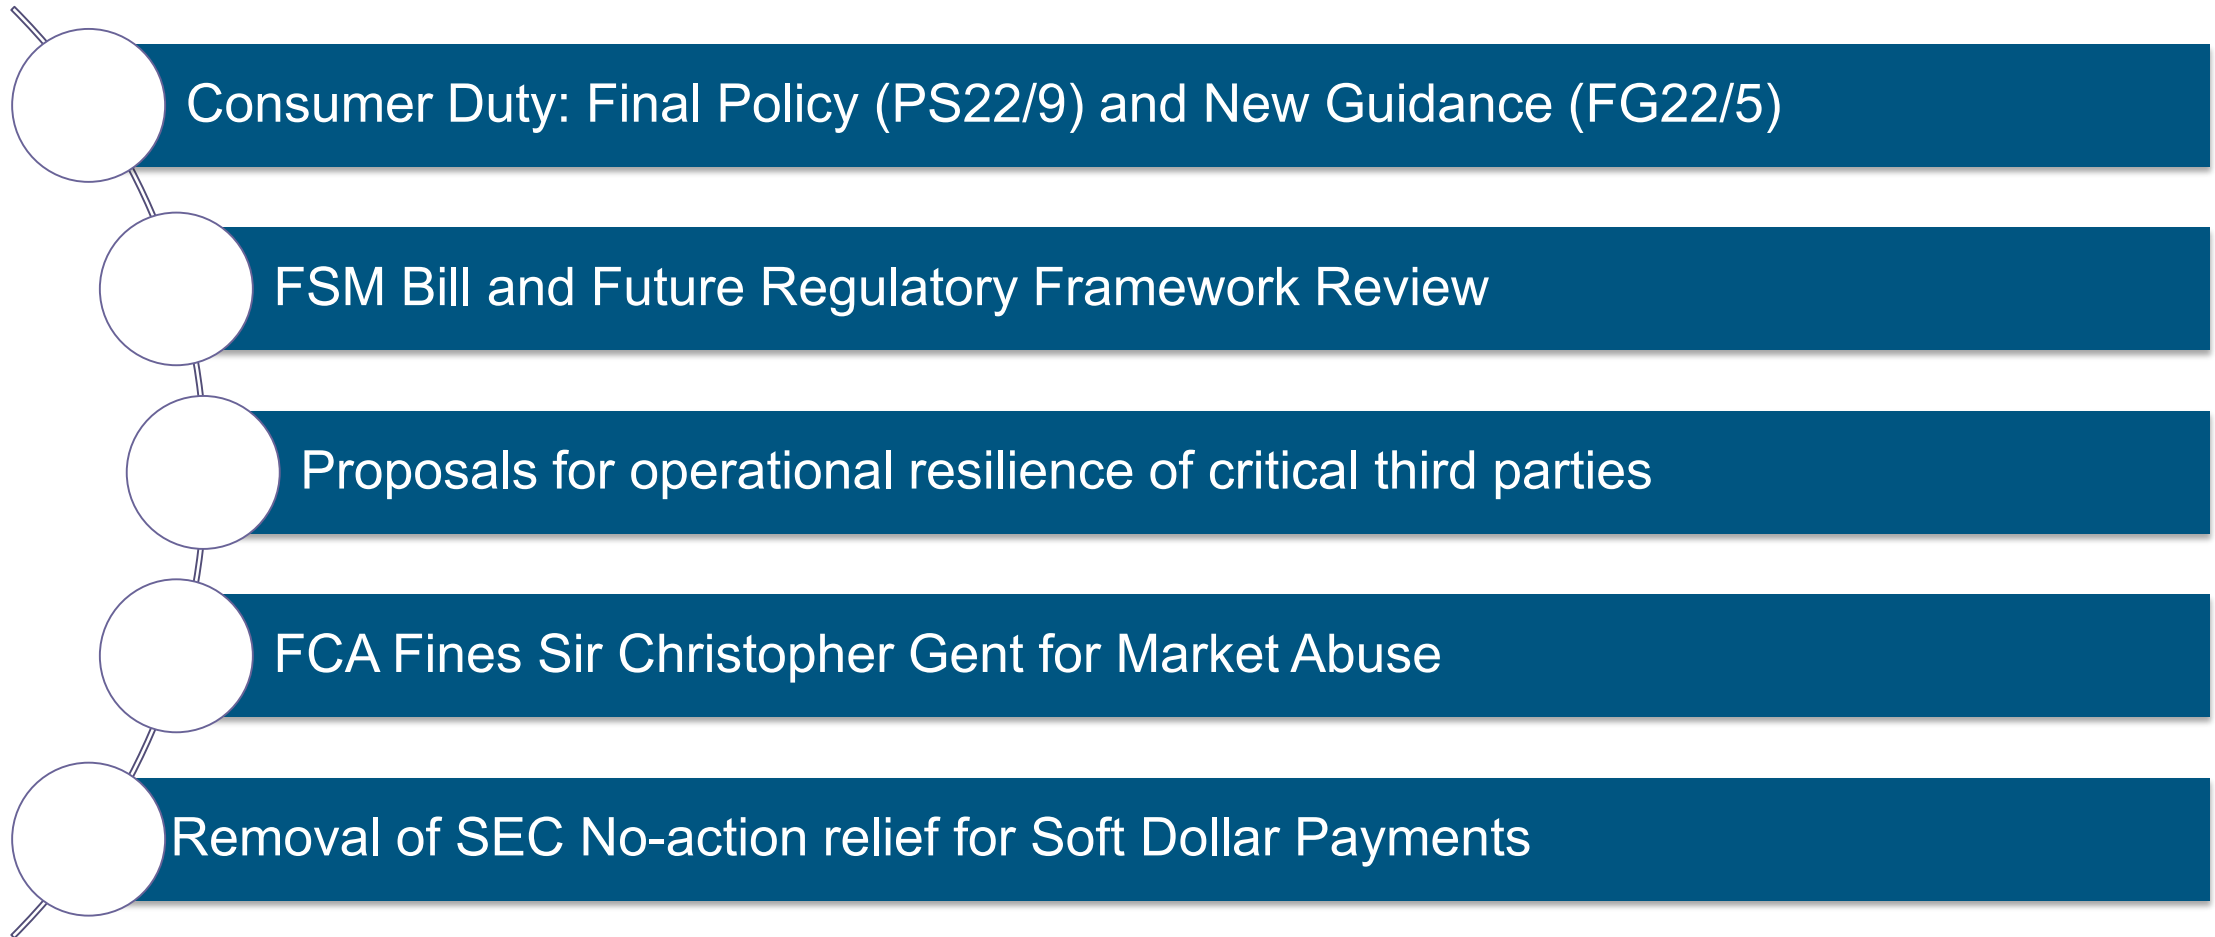 Consumer Duty: Final Policy (PS22/9) and New Guidance (FG22/5)
FSM Bill and Future Regulatory Framework Review
Proposals for operational resilience of critical third parties
FCA Fines Sir Christopher Gent for Market Abuse
Removal of SEC No-action relief for Soft Dollar Payments